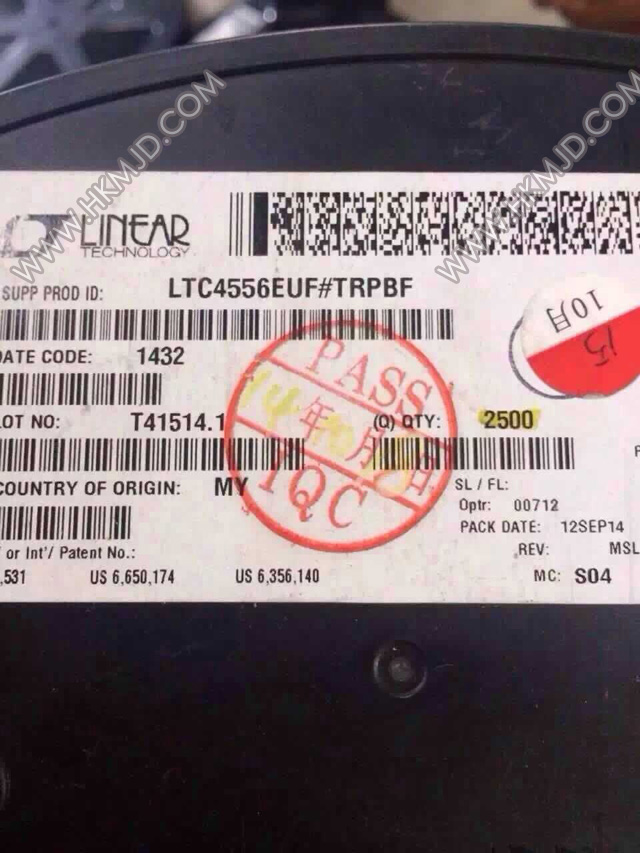 WWW.HKMJD.COM
WWW.HKMJD.COM
LINEAR
TECHNOLOGY
SUPP PROD ID: LTC4556EUF#TRPBF
10月
15
DATE CODE: 1432
PASS
LOT NO: T41514.1
(Q) QTY: 2500
14年 月 日
IQC
COUNTRY OF ORIGIN: MY
SL / FL:
Optr: 00712
PACK DATE: 12SEP14
/ or Int'/ Patent No.:
REV: MSL
,531 US 6,650,174 US 6,356,140
MC: S04